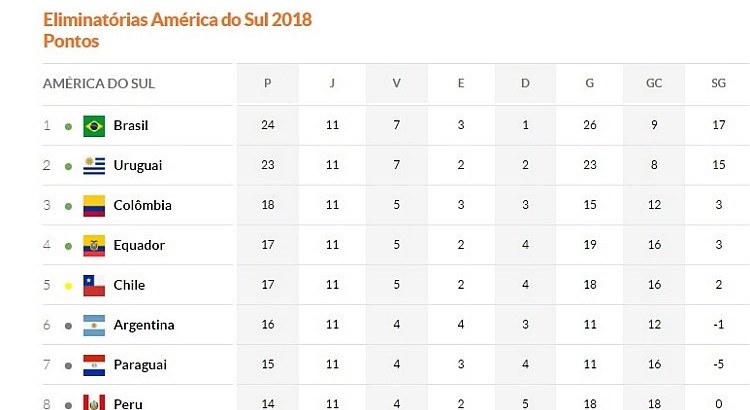 Eliminatórias América do Sul 2018
Pontos
AMÉRICA DO SUL P J V E D G GC SG
1 Brasil 24 11 7 3 1 26 9 17
2 Uruguai 23 11 7 2 2 23 8 15
3 Colômbia 18 11 5 3 3 15 12 3
4 Equador 17 11 5 2 4 19 16 3
5 Chile 17 11 5 2 4 18 16 2
6 Argentina 16 11 4 4 3 11 12 -1
7 Paraguai 15 11 4 3 4 11 16 -5
8 Peru 14 11 4 2 5 18 18 0